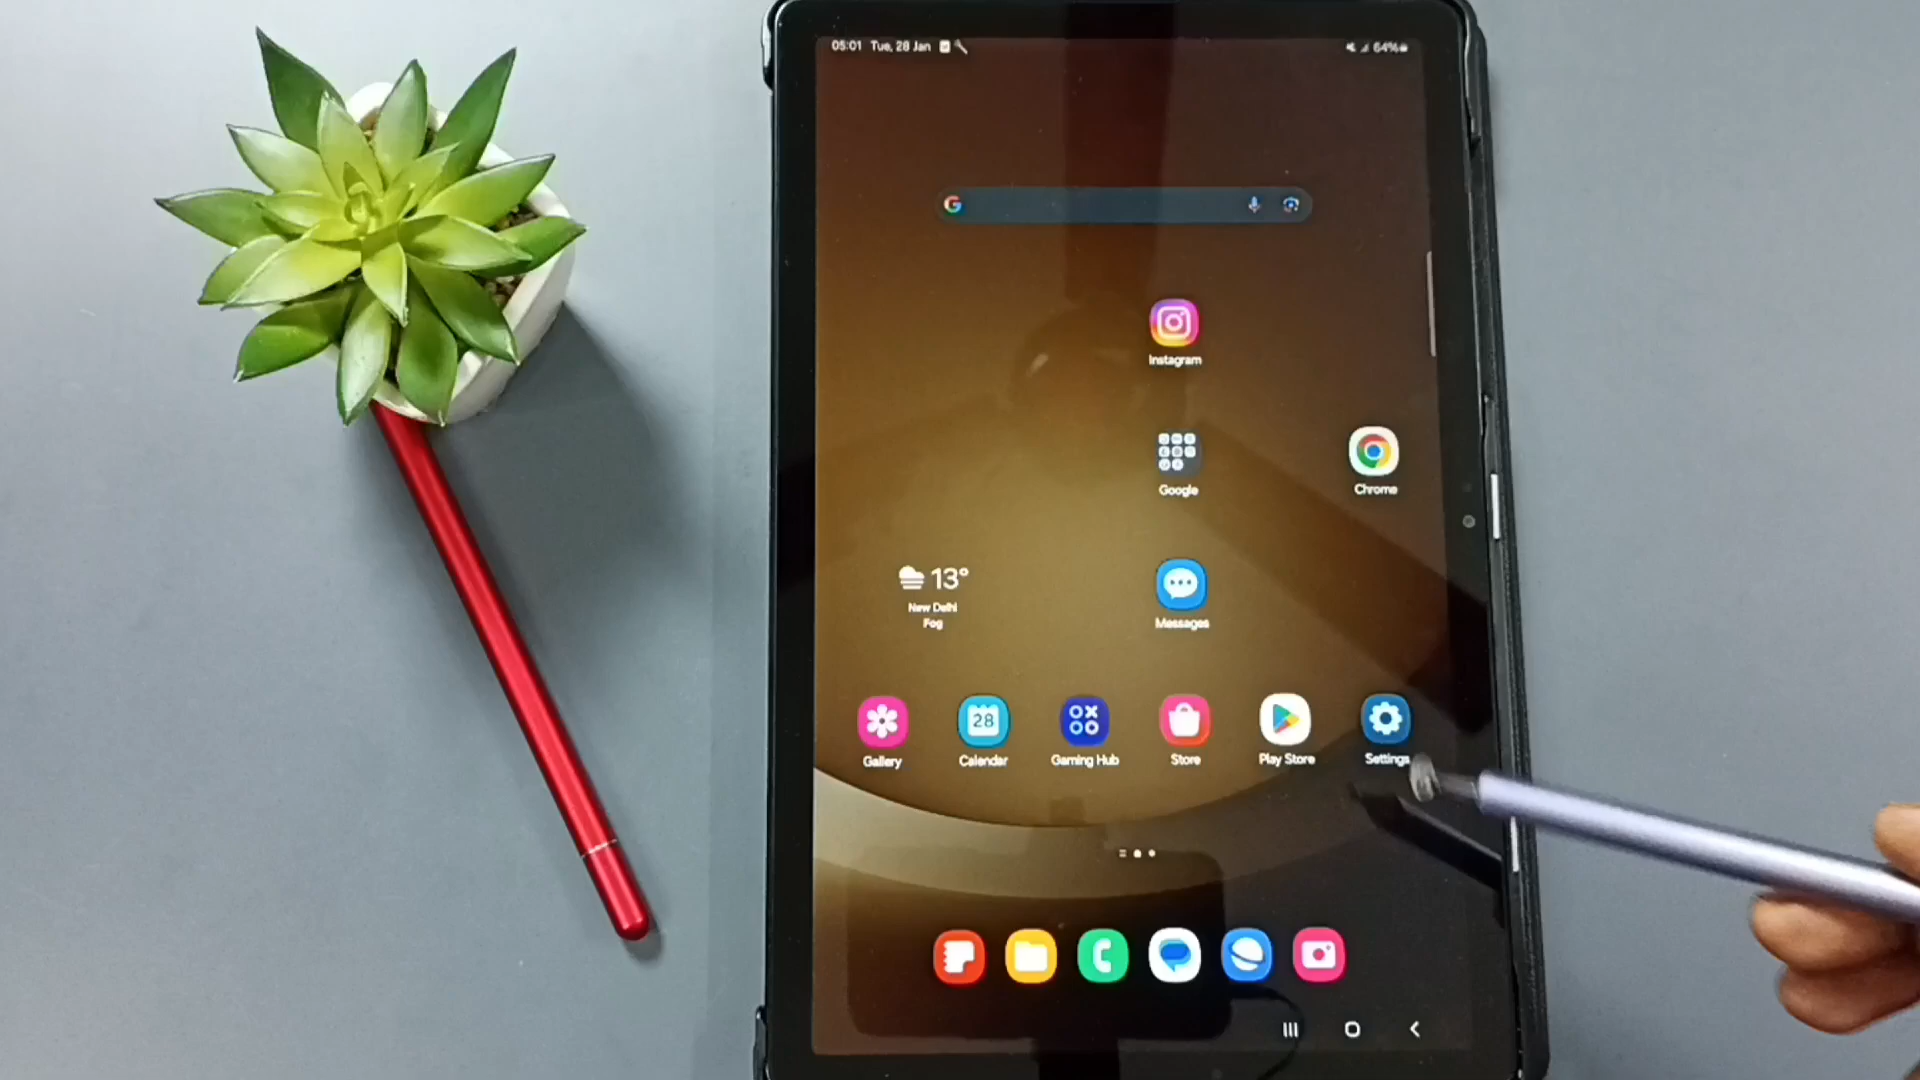 05:01 Tue, 28 Jan
64%
G
Instagram
Google
Chrome
13°
New Delhi
Fog
Messages
28
Gallery
Calendar
Gaming Hub
Store
Play Store
Settings